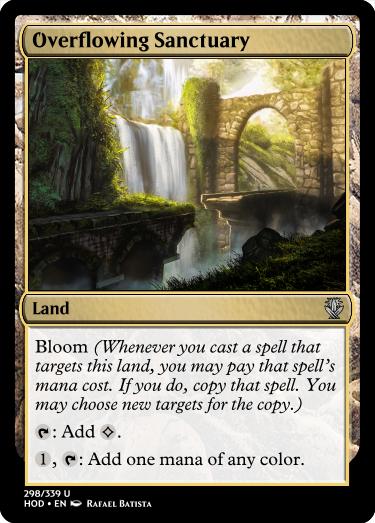 Overflowing Sanctuary
Land
Bloom (Whenever you cast a spell that
targets this land, you may pay that spell's
mana cost. If you do, copy that spell. You
may choose new targets for the copy.)
: Add .
1, : Add one mana of any color.
298/339 U
HOD • EN Rafael Batista